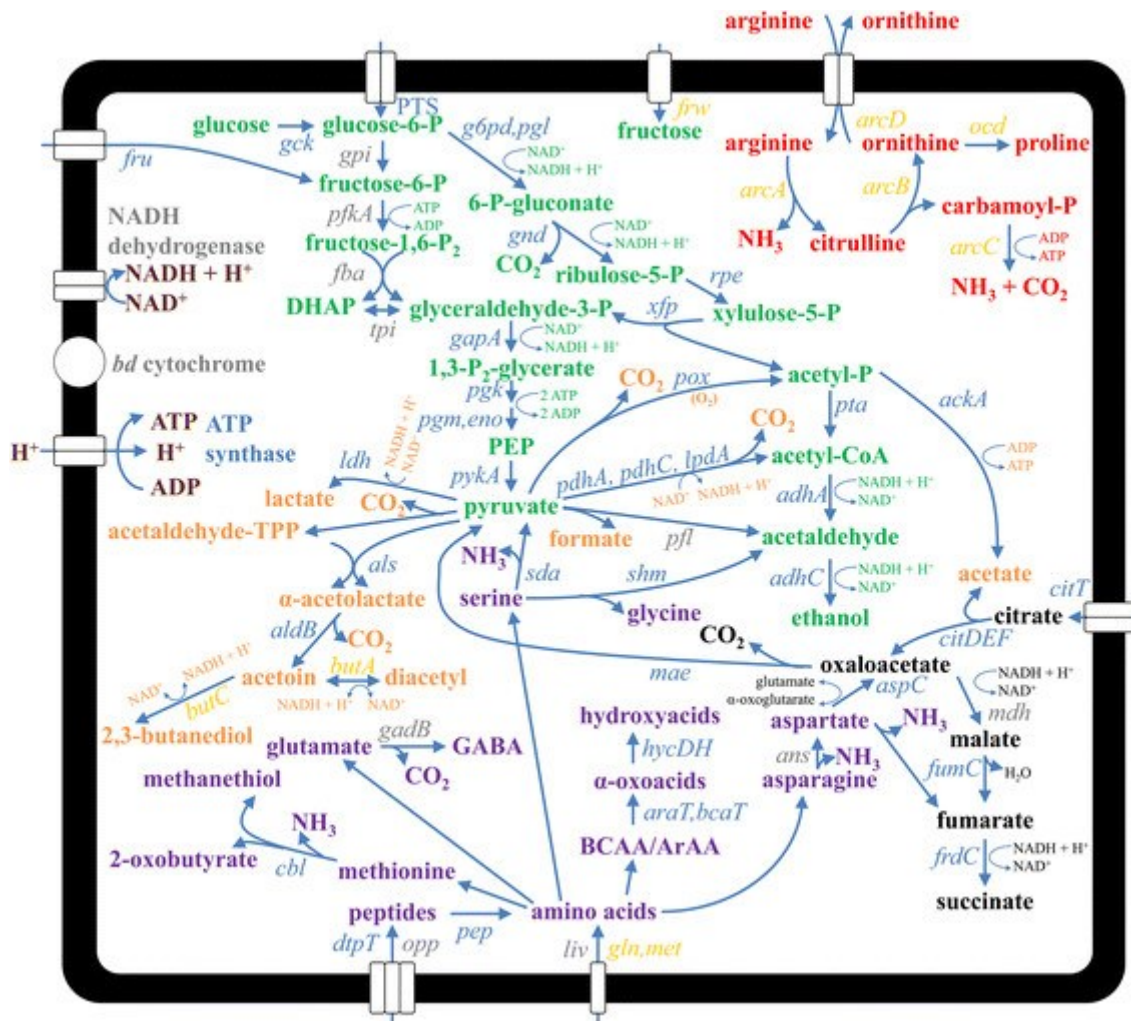 arginine ornithine
PTS
glucose glucose-6-P g6pd,pgl
gck
frw
fructose
arcD
ocd
arginine ornithine proline
fru
gpi
NAD⁺
NADH + H⁺
fructose-6-P
6-P-gluconate
arcA
arcB
carbamoyl-P
NADH
dehydrogenase
NADH + H⁺
NAD⁺
pfkA
ATP
ADP
fructose-1,6-P₂
gnd
NAD⁺
NADH + H⁺
CO₂
ribulose-5-P
rpe
NH₃
citrulline
arcC
ADP
ATP
NH₃ + CO₂
fba
DHAP
tpi
glyceraldehyde-3-P
xfp
xylulose-5-P
gapA
NAD⁺
NADH + H⁺
bd cytochrome
1,3-P₂-glycerate
CO₂
pox
(O₂)
acetyl-P
pgk
2 ATP
2 ADP
pgm,eno
pta
ackA
H⁺
ATP
H⁺
ADP
ATP
synthase
PEP
CO₂
ldh
NADH + H⁺
NAD⁺
pykA
pdhA, pdhC, lpdA
acetyl-CoA
ADP
ATP
lactate
CO₂
pyruvate
NAD⁺ NADH + H⁺
adhA
NADH + H⁺
NAD⁺
acetaldehyde-TPP
formate
pfl
acetaldehyde
als
NH₃
sda
shm
adhC
NADH + H⁺
NAD⁺
acetate
citT
α-acetolactate
serine
glycine
ethanol
citrate
citDEF
aldB
CO₂
CO₂
mae
oxaloacetate
NAD⁺
NADH + H⁺
butC
acetoin
butA
diacetyl
NADH + H⁺
NAD⁺
glutamate
α-oxoglutarate
aspC
NADH + H⁺
NAD⁺
mdh
2,3-butanediol
glutamate
gadB
GABA
CO₂
hydroxyacids
aspartate
NH₃
malate
hycDH
ans
NH₃
methanethiol
α-oxoacids
asparagine
fumC
H₂O
araT,bcaT
NH₃
fumarate
2-oxobutyrate
cbl
methionine
BCAA/ArAA
frdC
NADH + H⁺
NAD⁺
peptides
pep
amino acids
succinate
dtpT
opp
liv
gln,met